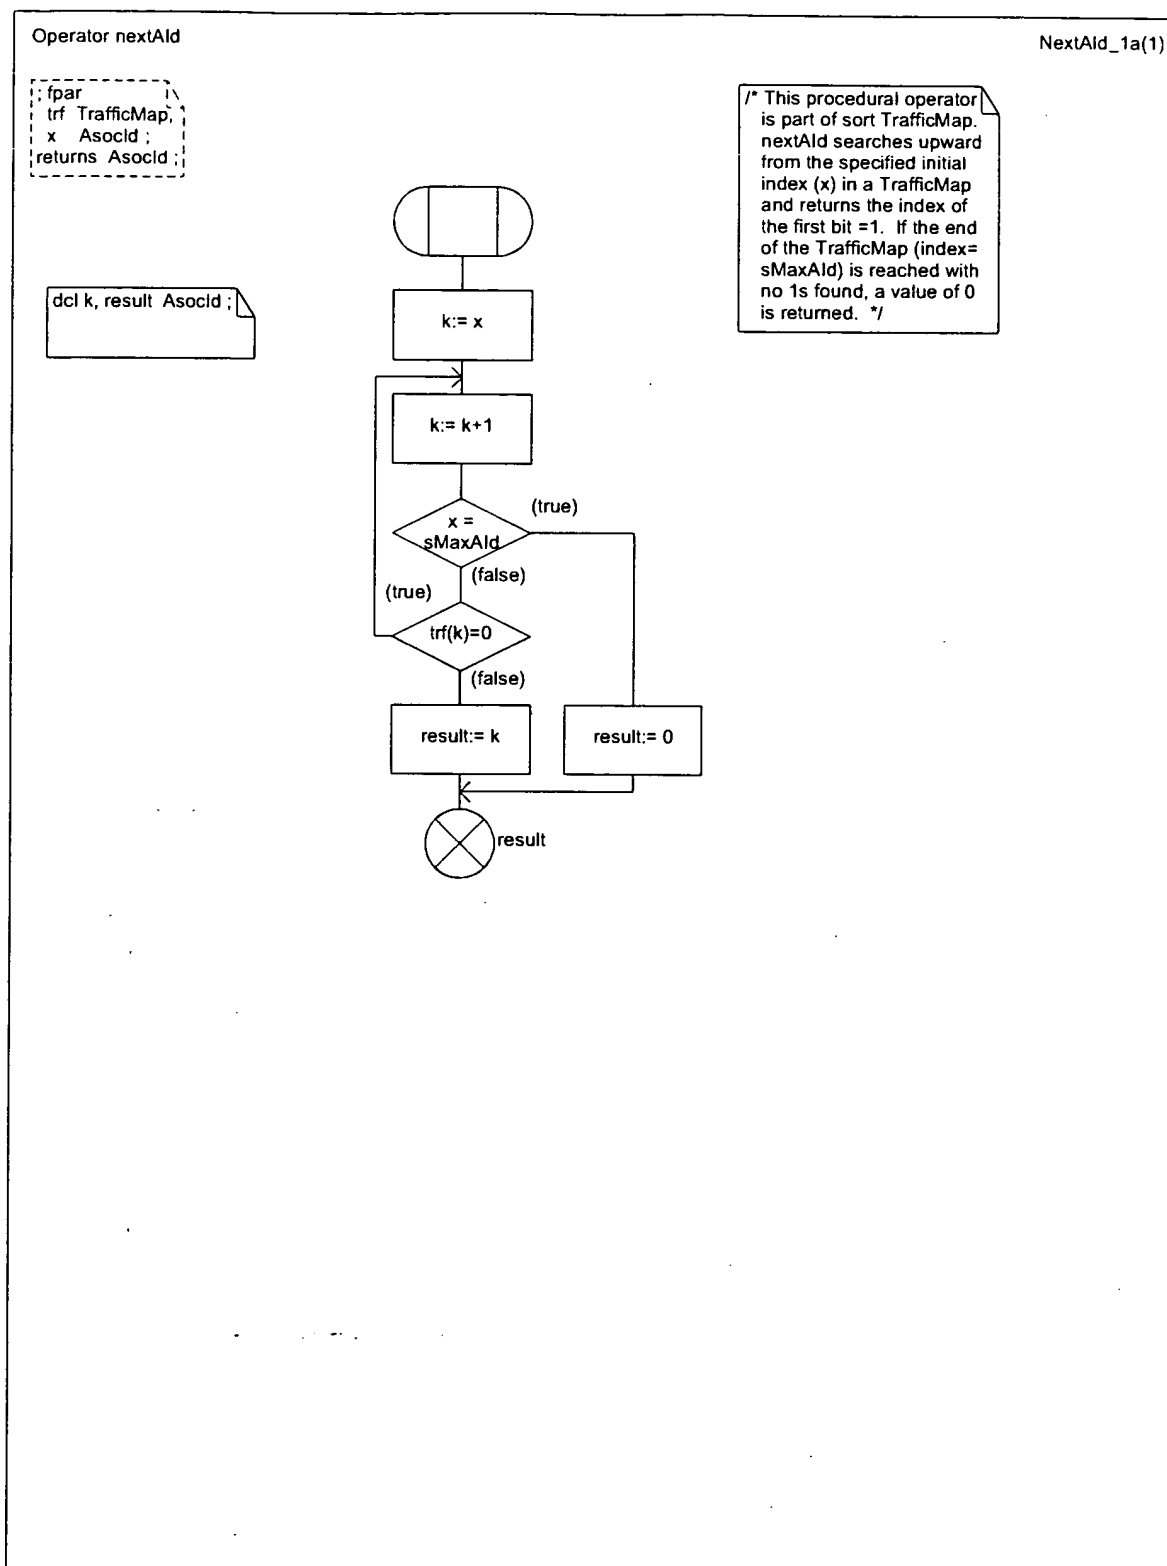 Operator nextAId
NextAId_1a(1)
; fpar
trf TrafficMap,
x AsocId ;
returns AsocId ;
/* This procedural operator
is part of sort TrafficMap.
nextAId searches upward
from the specified initial
index (x) in a TrafficMap
and returns the index of
the first bit =1. If the end
of the TrafficMap (index=
sMaxAId) is reached with
no 1s found, a value of 0
is returned. */
dcl k, result AsocId ;
k:= x
k:= k+1
(true)
x =
sMaxAId
(false)
(true)
trf(k)=0
(false)
result:= k
result:= 0
result